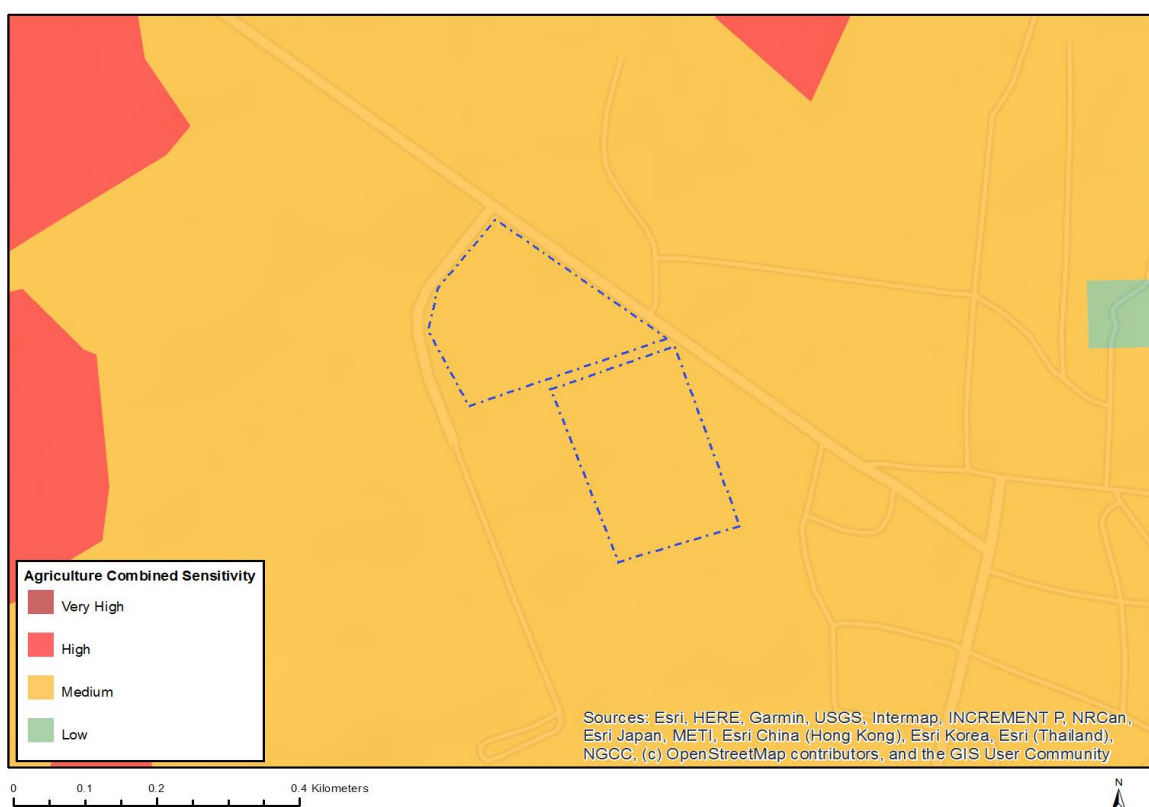 Agriculture Combined Sensitivity
Very High
High
Medium
Low
Sources: Esri, HERE, Garmin, USGS, Intermap, INCREMENT P, NRCan,
Esri Japan, METI, Esri China (Hong Kong), Esri Korea, Esri (Thailand),
NGCC, (c) OpenStreetMap contributors, and the GIS User Community
0 0.1 0.2 0.4 Kilometers
N